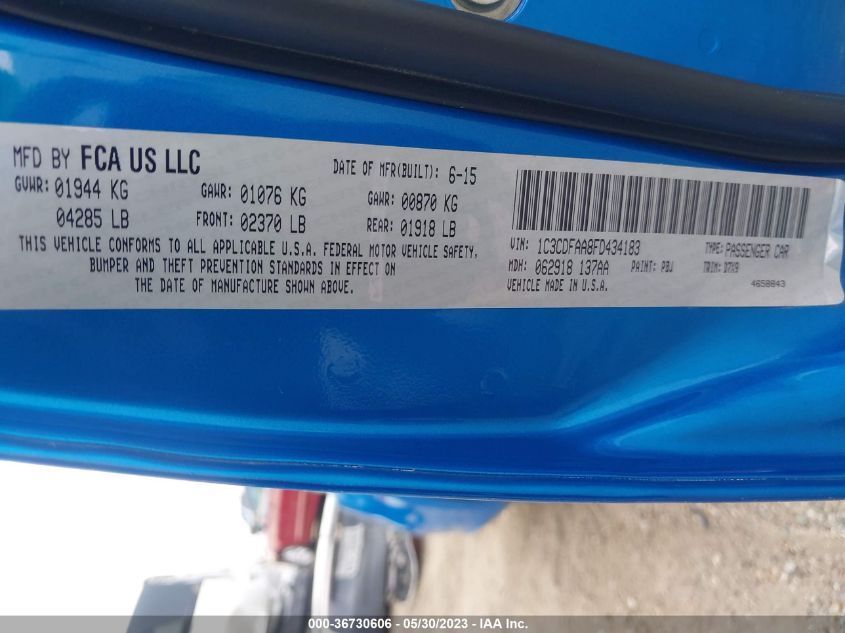 MFD BY FCA US LLC
DATE OF MFR(BUILT): 6-15
GVWR: 01944 KG
04285 LB
GAWR: 01076 KG
FRONT: 02370 LB
GAWR: 00870 KG
REAR: 01918 LB
THIS VEHICLE CONFORMS TO ALL APPLICABLE U.S.A. FEDERAL MOTOR VEHICLE SAFETY,
BUMPER AND THEFT PREVENTION STANDARDS IN EFFECT ON
THE DATE OF MANUFACTURE SHOWN ABOVE.
VIN: 1C3CDFAA8FD434183
TYPE: PASSENGER CAR
MDH: 062918 137AA
PAINT: PBJ
TRIM: D7X9
VEHICLE MADE IN U.S.A.
4658843
000-36730606 - 05/30/2023 - IAA Inc.